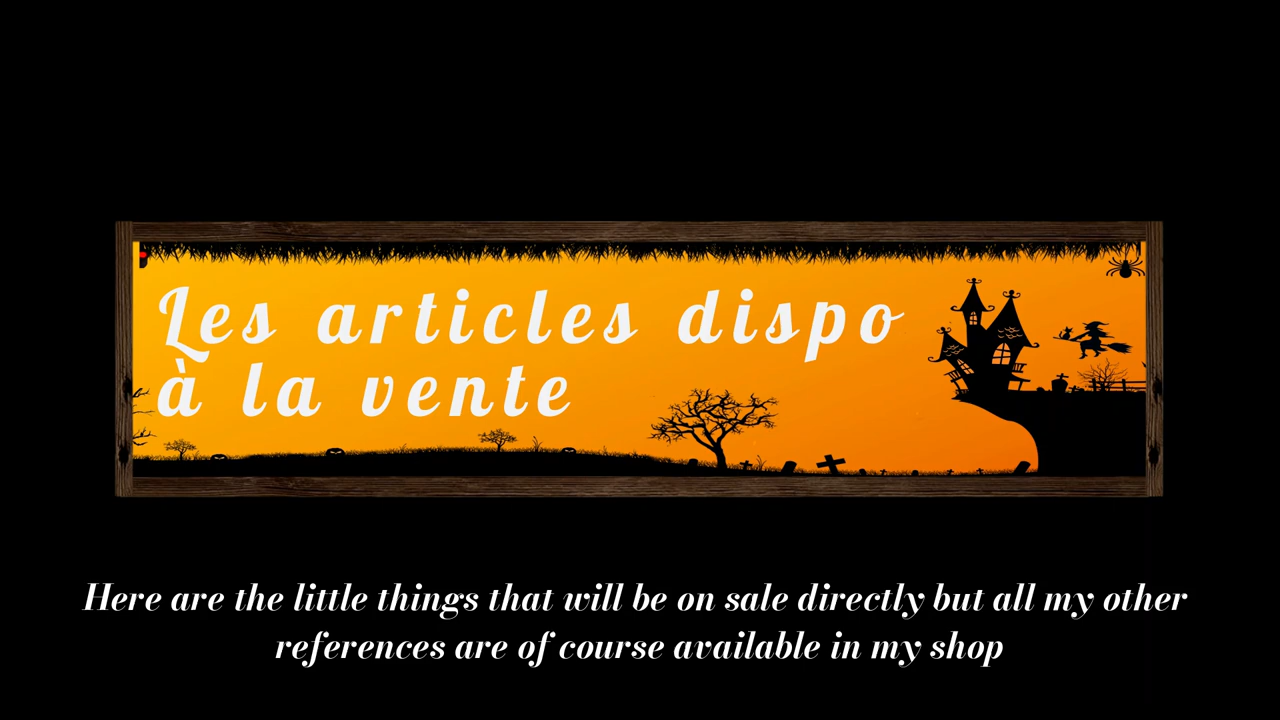 Les articles dispo
à la vente
Here are the little things that will be on sale directly but all my other
references are of course available in my shop